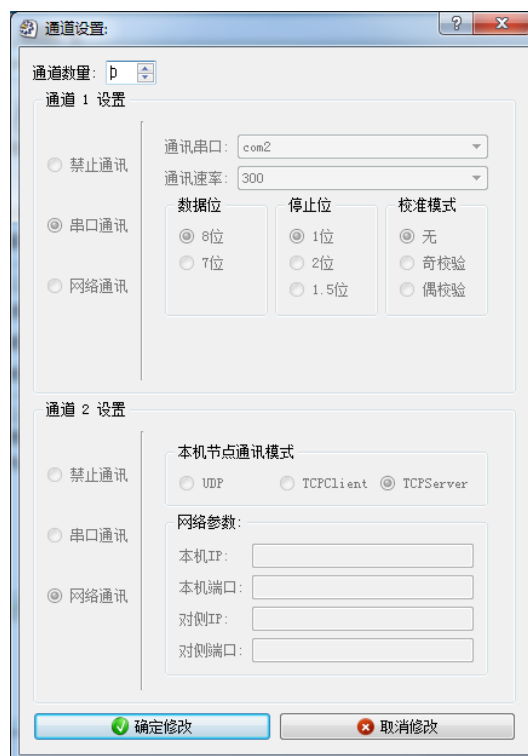 通道设置:
通道数量: 0
通道 1 设置
禁止通讯
串口通讯
网络通讯
通讯串口: com2
通讯速率: 300
数据位
8位
7位
停止位
1位
2位
1.5位
校准模式
无
奇校验
偶校验
通道 2 设置
禁止通讯
串口通讯
网络通讯
本机节点通讯模式
UDP TCPClient TCPServer
网络参数:
本机IP:
本机端口:
对侧IP:
对侧端口:
确定修改 取消修改